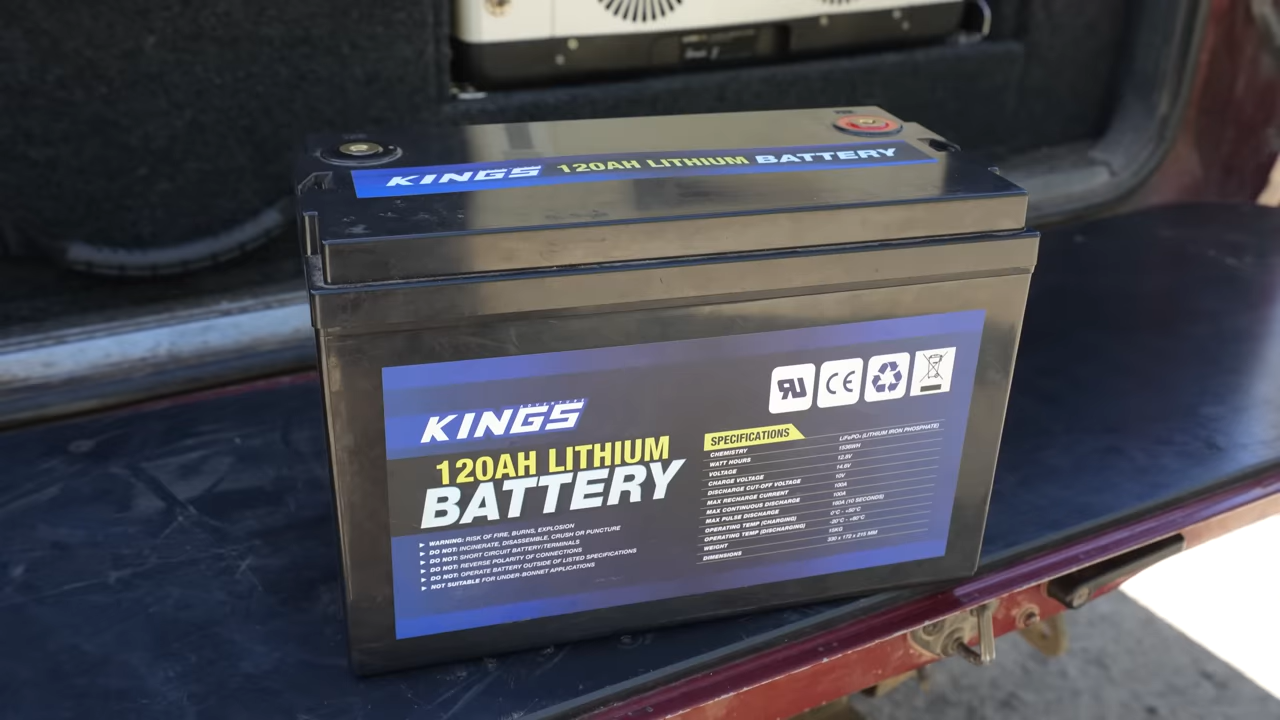 KINGS 120AH LITHIUM BATTERY
ADVENTURE
KINGS
120AH LITHIUM
BATTERY
WARNING: RISK OF FIRE, BURNS, EXPLOSION
DO NOT: INCINERATE, DISASSEMBLE, CRUSH OR PUNCTURE
DO NOT: SHORT CIRCUIT BATTERY/TERMINALS
DO NOT: REVERSE POLARITY OF CONNECTIONS
DO NOT: OPERATE BATTERY OUTSIDE OF LISTED SPECIFICATIONS
NOT SUITABLE FOR UNDER-BONNET APPLICATIONS
CE
SPECIFICATIONS
CHEMISTRY LiFePO₄ (LITHIUM IRON PHOSPHATE)
WATT HOURS 1536WH
VOLTAGE 12.8V
CHARGE VOLTAGE 14.6V
DISCHARGE CUT-OFF VOLTAGE 10V
MAX RECHARGE CURRENT 100A
MAX CONTINUOUS DISCHARGE 100A
MAX PULSE DISCHARGE 160A (10 SECONDS)
OPERATING TEMP (CHARGING)
OPERATING TEMP (DISCHARGING)
WEIGHT
DIMENSIONS 330 x 172 x 215 MM